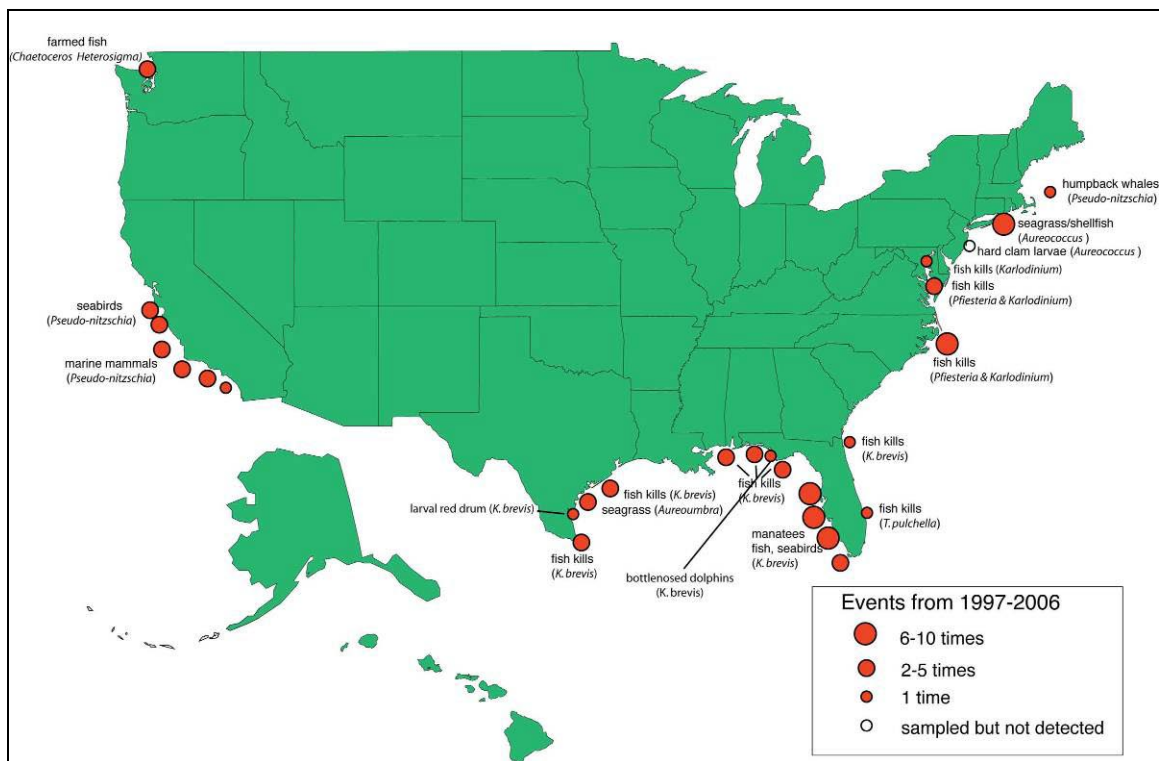 farmed fish
(Chaetoceros Heterosigma)
humpback whales
(Pseudo-nitzschia)
seagrass/shellfish
(Aureococcus )
hard clam larvae (Aureococcus )
fish kills (Karlodinium)
fish kills
(Pfiesteria & Karlodinium)
seabirds
(Pseudo-nitzschia)
marine mammals
(Pseudo-nitzschia)
fish kills
(Pfiesteria & Karlodinium)
fish kills
(K. brevis)
fish kills (K. brevis)
seagrass (Aureoumbra)
larval red drum (K. brevis)
fish kills
(K. brevis)
fish kills
(K. brevis)
fish kills
(T. pulchella)
manatees
fish, seabirds
(K. brevis)
bottlenosed dolphins
(K. brevis)
Events from 1997-2006
6-10 times
2-5 times
1 time
sampled but not detected